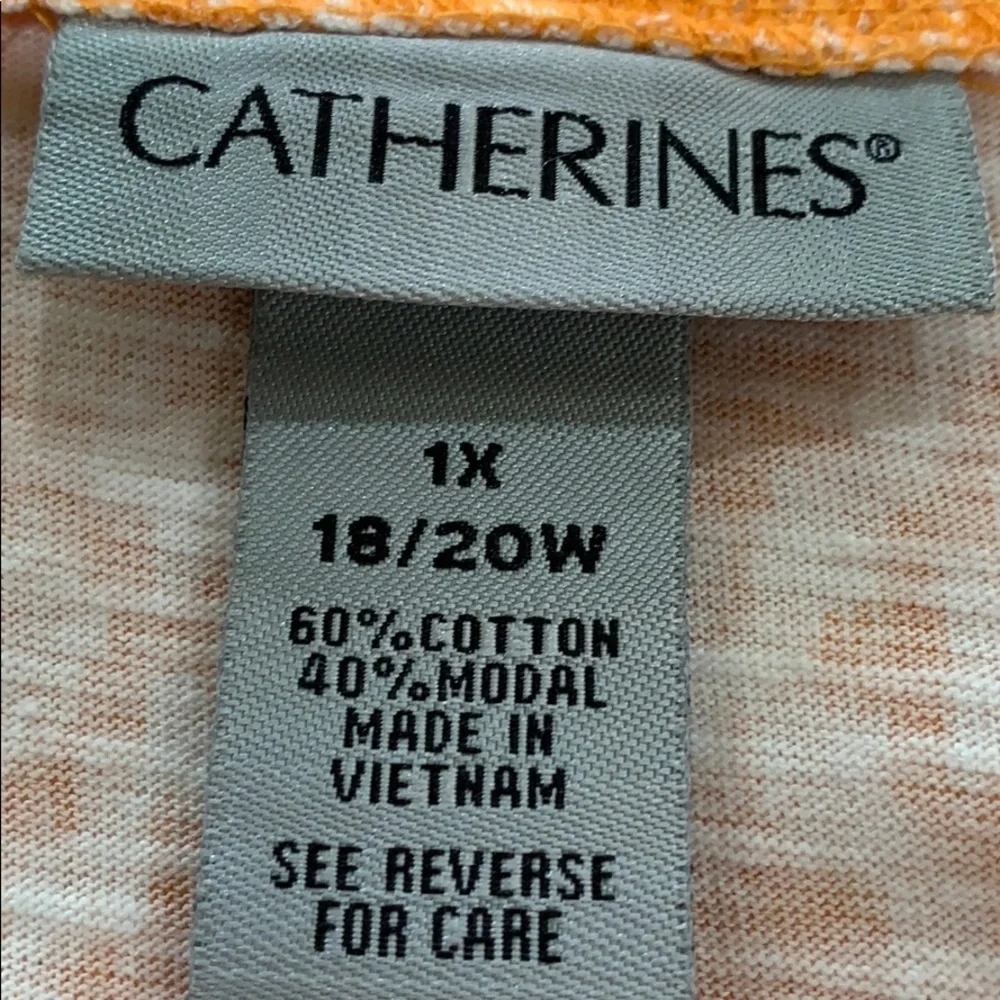 CATHERINES®
1X
18/20W
60%COTTON
40%MODAL
MADE IN
VIETNAM
SEE REVERSE
FOR CARE